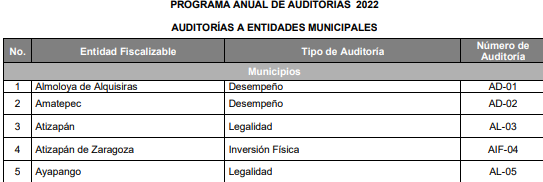 PROGRAMA ANUAL DE AUDITORÍAS 2022
AUDITORÍAS A ENTIDADES MUNICIPALES
No. Entidad Fiscalizable Tipo de Auditoría Número de Auditoría
Municipios
1 Almoloya de Alquisiras Desempeño AD-01
2 Amatepec Desempeño AD-02
3 Atizapán Legalidad AL-03
4 Atizapán de Zaragoza Inversión Física AIF-04
5 Ayapango Legalidad AL-05